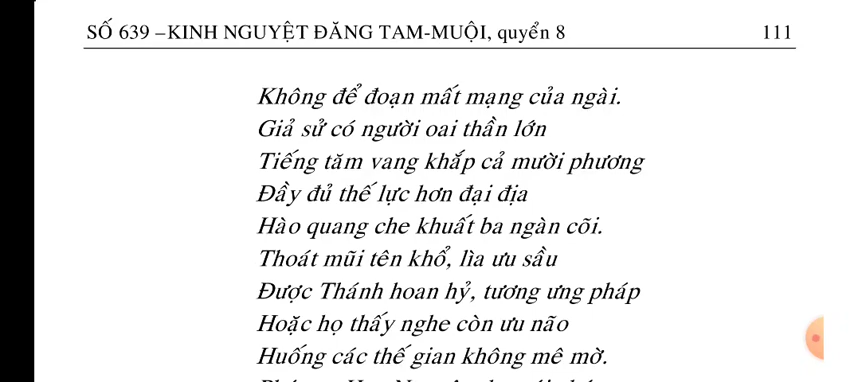 SỐ 639 –KINH NGUYỆT ĐĂNG TAM-MUỘI, quyển 8 111
Không để đoạn mất mạng của ngài.
Giả sử có người oai thần lớn
Tiếng tăm vang khắp cả mười phương
Đầy đủ thế lực hơn đại địa
Hào quang che khuất ba ngàn cõi.
Thoát mũi tên khổ, lìa ưu sầu
Được Thánh hoan hỷ, tương ưng pháp
Hoặc họ thấy nghe còn ưu não
Huống các thế gian không mê mờ.